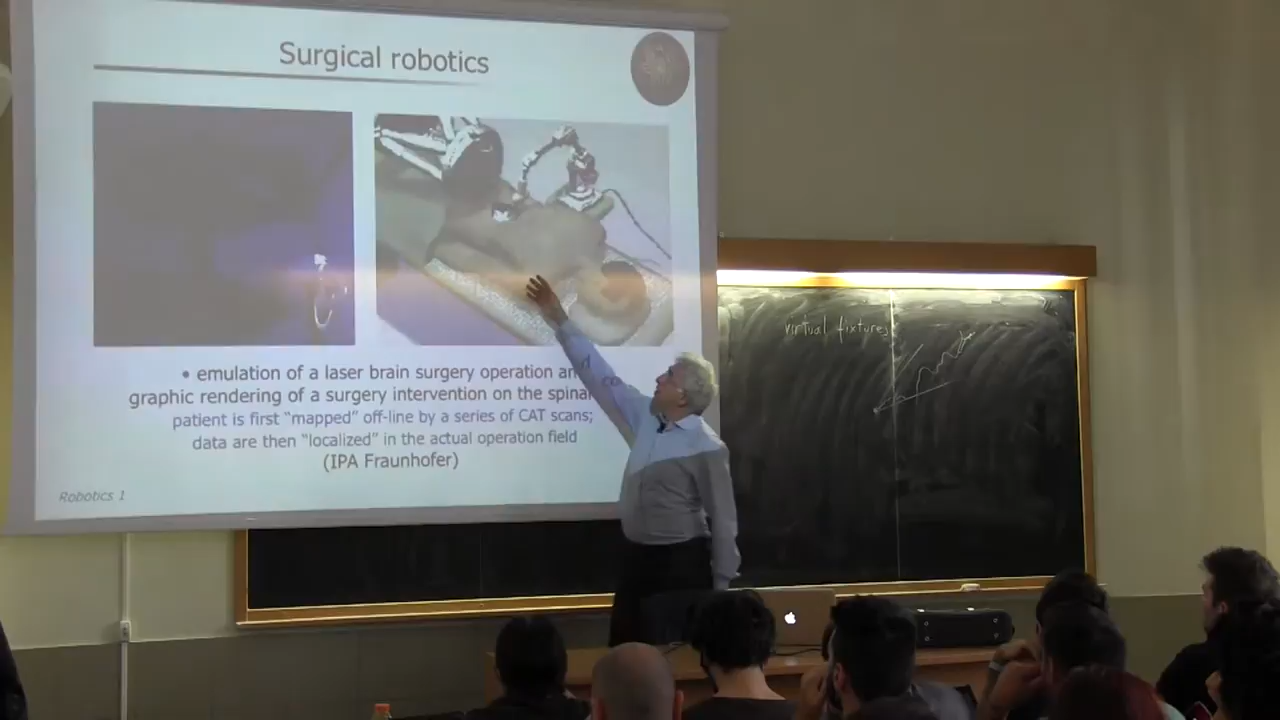 Surgical robotics
• emulation of a laser brain surgery operation an
graphic rendering of a surgery intervention on the spinal
patient is first “mapped” off-line by a series of CAT scans;
data are then “localized” in the actual operation field
(IPA Fraunhofer)
Robotics 1
virtual fixtures